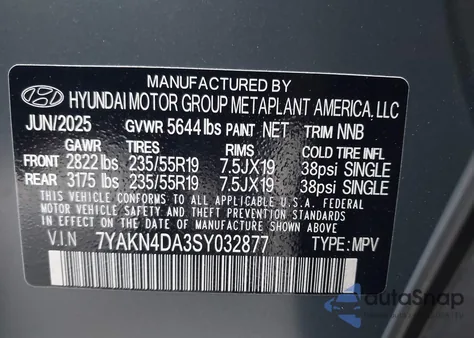 MANUFACTURED BY
HYUNDAI MOTOR GROUP METAPLANT AMERICA, LLC
JUN/2025 GVWR 5644 lbs PAINT NET TRIM NNB
GAWR TIRES RIMS COLD TIRE INFL
FRONT 2822 lbs 235/55R19 7.5JX19 38psi SINGLE
REAR 3175 lbs 235/55R19 7.5JX19 38psi SINGLE
THIS VEHICLE CONFORMS TO ALL APPLICABLE
FEDERAL MOTOR VEHICLE SAFETY STANDARDS IN
EFFECT ON THE DATE OF MANUFACTURE SHOWN ABOVE.
V.I.N 7YAKN4DA3SY032877 TYPE: MPV
autoSnap